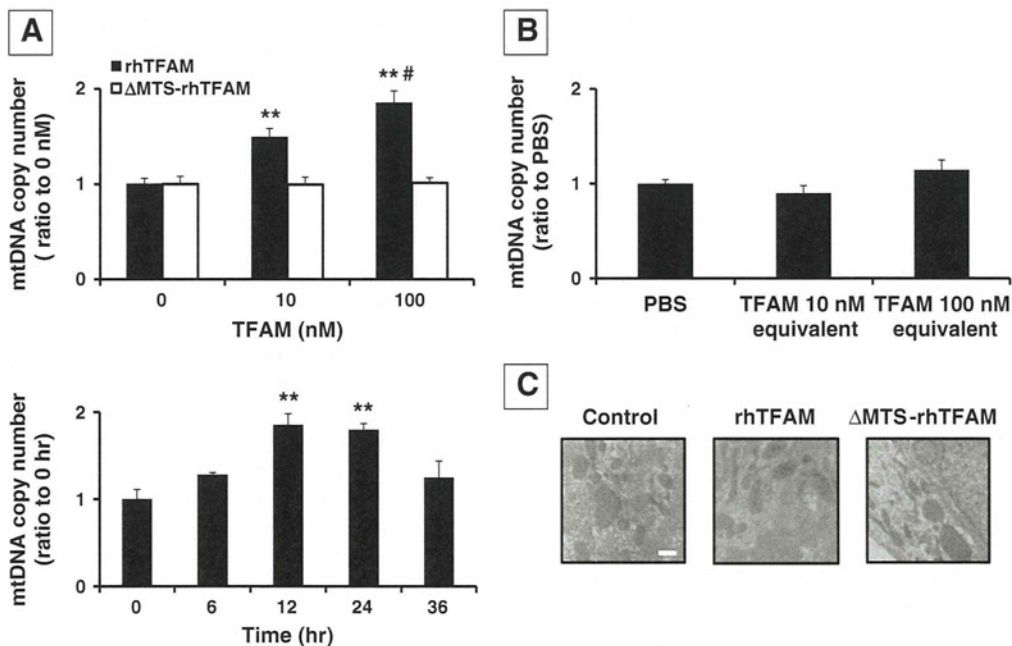 A
rhTFAM
ΔMTS-rhTFAM
mtDNA copy number
( ratio to 0 nM)
2
1
0
**
** #
0 10 100
TFAM (nM)
mtDNA copy number
(ratio to 0 hr)
2
1
0
**
**
0 6 12 24 36
Time (hr)
B
mtDNA copy number
(ratio to PBS)
2
1
0
PBS TFAM 10 nM TFAM 100 nM
equivalent equivalent
C
Control rhTFAM ΔMTS-rhTFAM